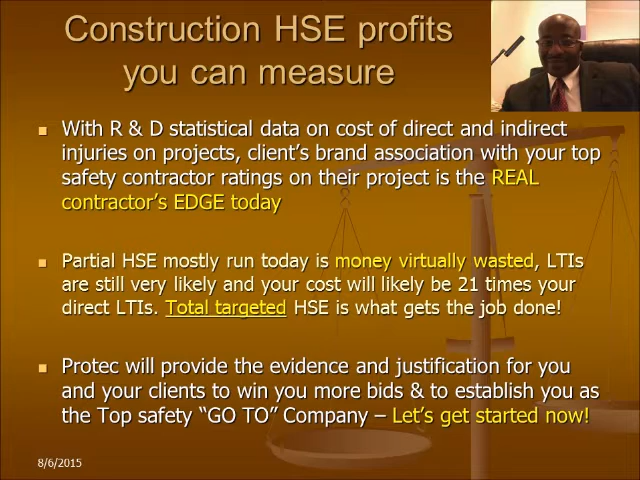 Construction HSE profits
you can measure
With R & D statistical data on cost of direct and indirect
injuries on projects, client's brand association with your top
safety contractor ratings on their project is the REAL
contractor's EDGE today
Partial HSE mostly run today is money virtually wasted, LTIs
are still very likely and your cost will likely be 21 times your
direct LTIs. Total targeted HSE is what gets the job done!
Protec will provide the evidence and justification for you
and your clients to win you more bids & to establish you as
the Top safety “GO TO” Company – Let's get started now!
8/6/2015